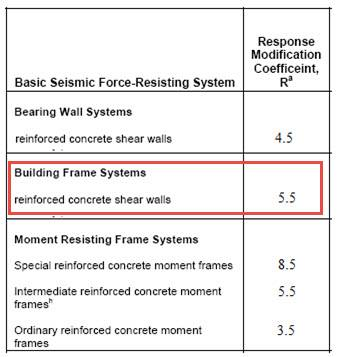 Response
Modification
Basic Seismic Force-Resisting System Coefficeint,
Rᵃ
Bearing Wall Systems
reinforced concrete shear walls 4.5
Building Frame Systems
reinforced concrete shear walls 5.5
Moment Resisting Frame Systems
Special reinforced concrete moment frames 8.5
Intermediate reinforced concrete moment 5.5
framesʰ
Ordinary reinforced concrete moment 3.5
frames